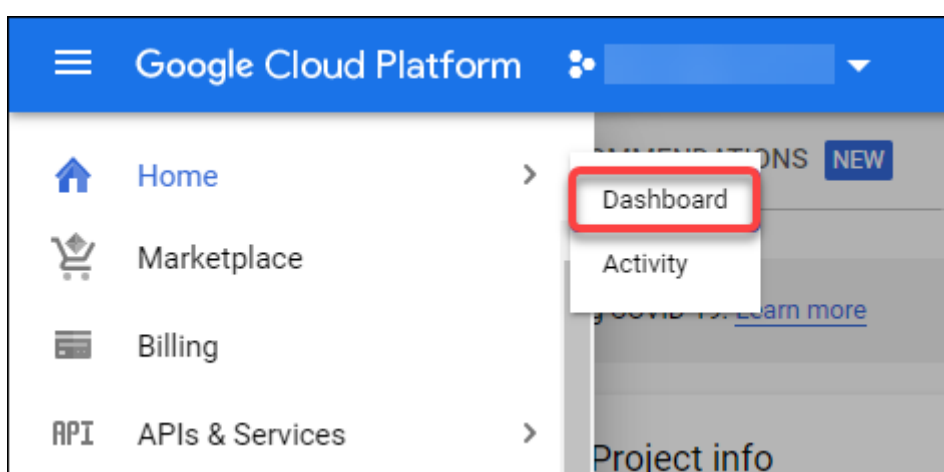 Google Cloud Platform
NEW
Home
Dashboard
Marketplace
Activity
Learn more
Billing
API APIs & Services
Project info